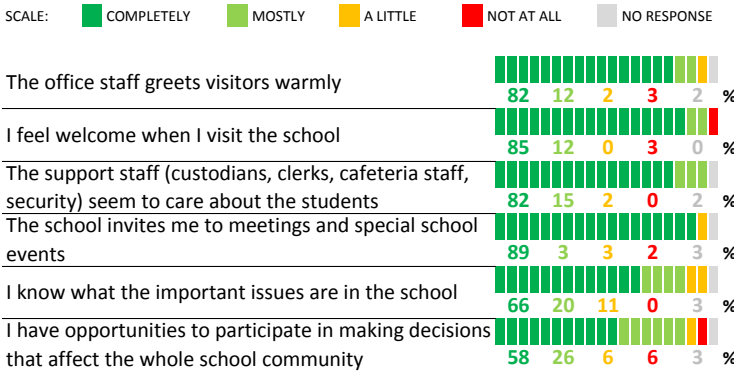 SCALE: COMPLETELY MOSTLY A LITTLE NOT AT ALL NO RESPONSE
The office staff greets visitors warmly
82 12 2 3 2 %
I feel welcome when I visit the school
85 12 0 3 0 %
The support staff (custodians, clerks, cafeteria staff,
security) seem to care about the students
82 15 2 0 2 %
The school invites me to meetings and special school
events
89 3 3 2 3 %
I know what the important issues are in the school
66 20 11 0 3 %
I have opportunities to participate in making decisions
that affect the whole school community
58 26 6 6 3 %